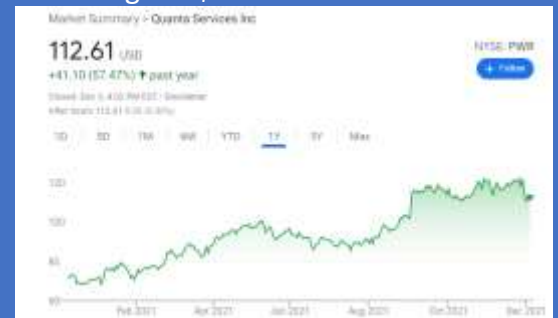 Market Summary > Quanta Services Inc
112.61 USD
NYSE: PWR
+41.10 (57.47%) ↑ past year
+ Follow
1D 5D 1M 6M YTD 1Y 5Y Max
120
100
80
60
Feb 2021 Apr 2021 Jun 2021 Aug 2021 Oct 2021 Dec 2021